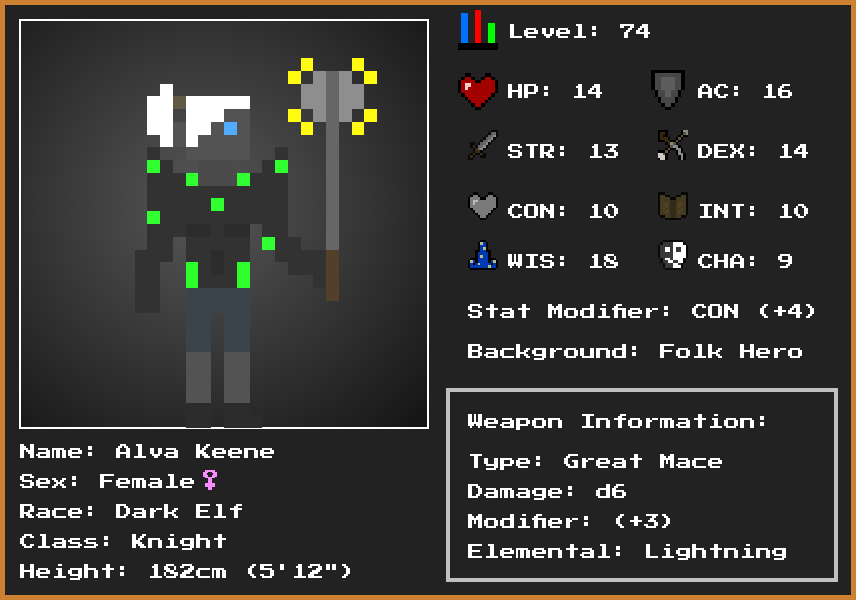 Level: 74
HP: 14
AC: 16
STR: 13
DEX: 14
CON: 10
INT: 10
WIS: 18
CHA: 9
Stat Modifier: CON (+4)
Background: Folk Hero
Weapon Information:
Type: Great Mace
Damage: d6
Modifier: (+3)
Elemental: Lightning
Name: Alva Keene
Sex: Female♀
Race: Dark Elf
Class: Knight
Height: 182cm (5'12")